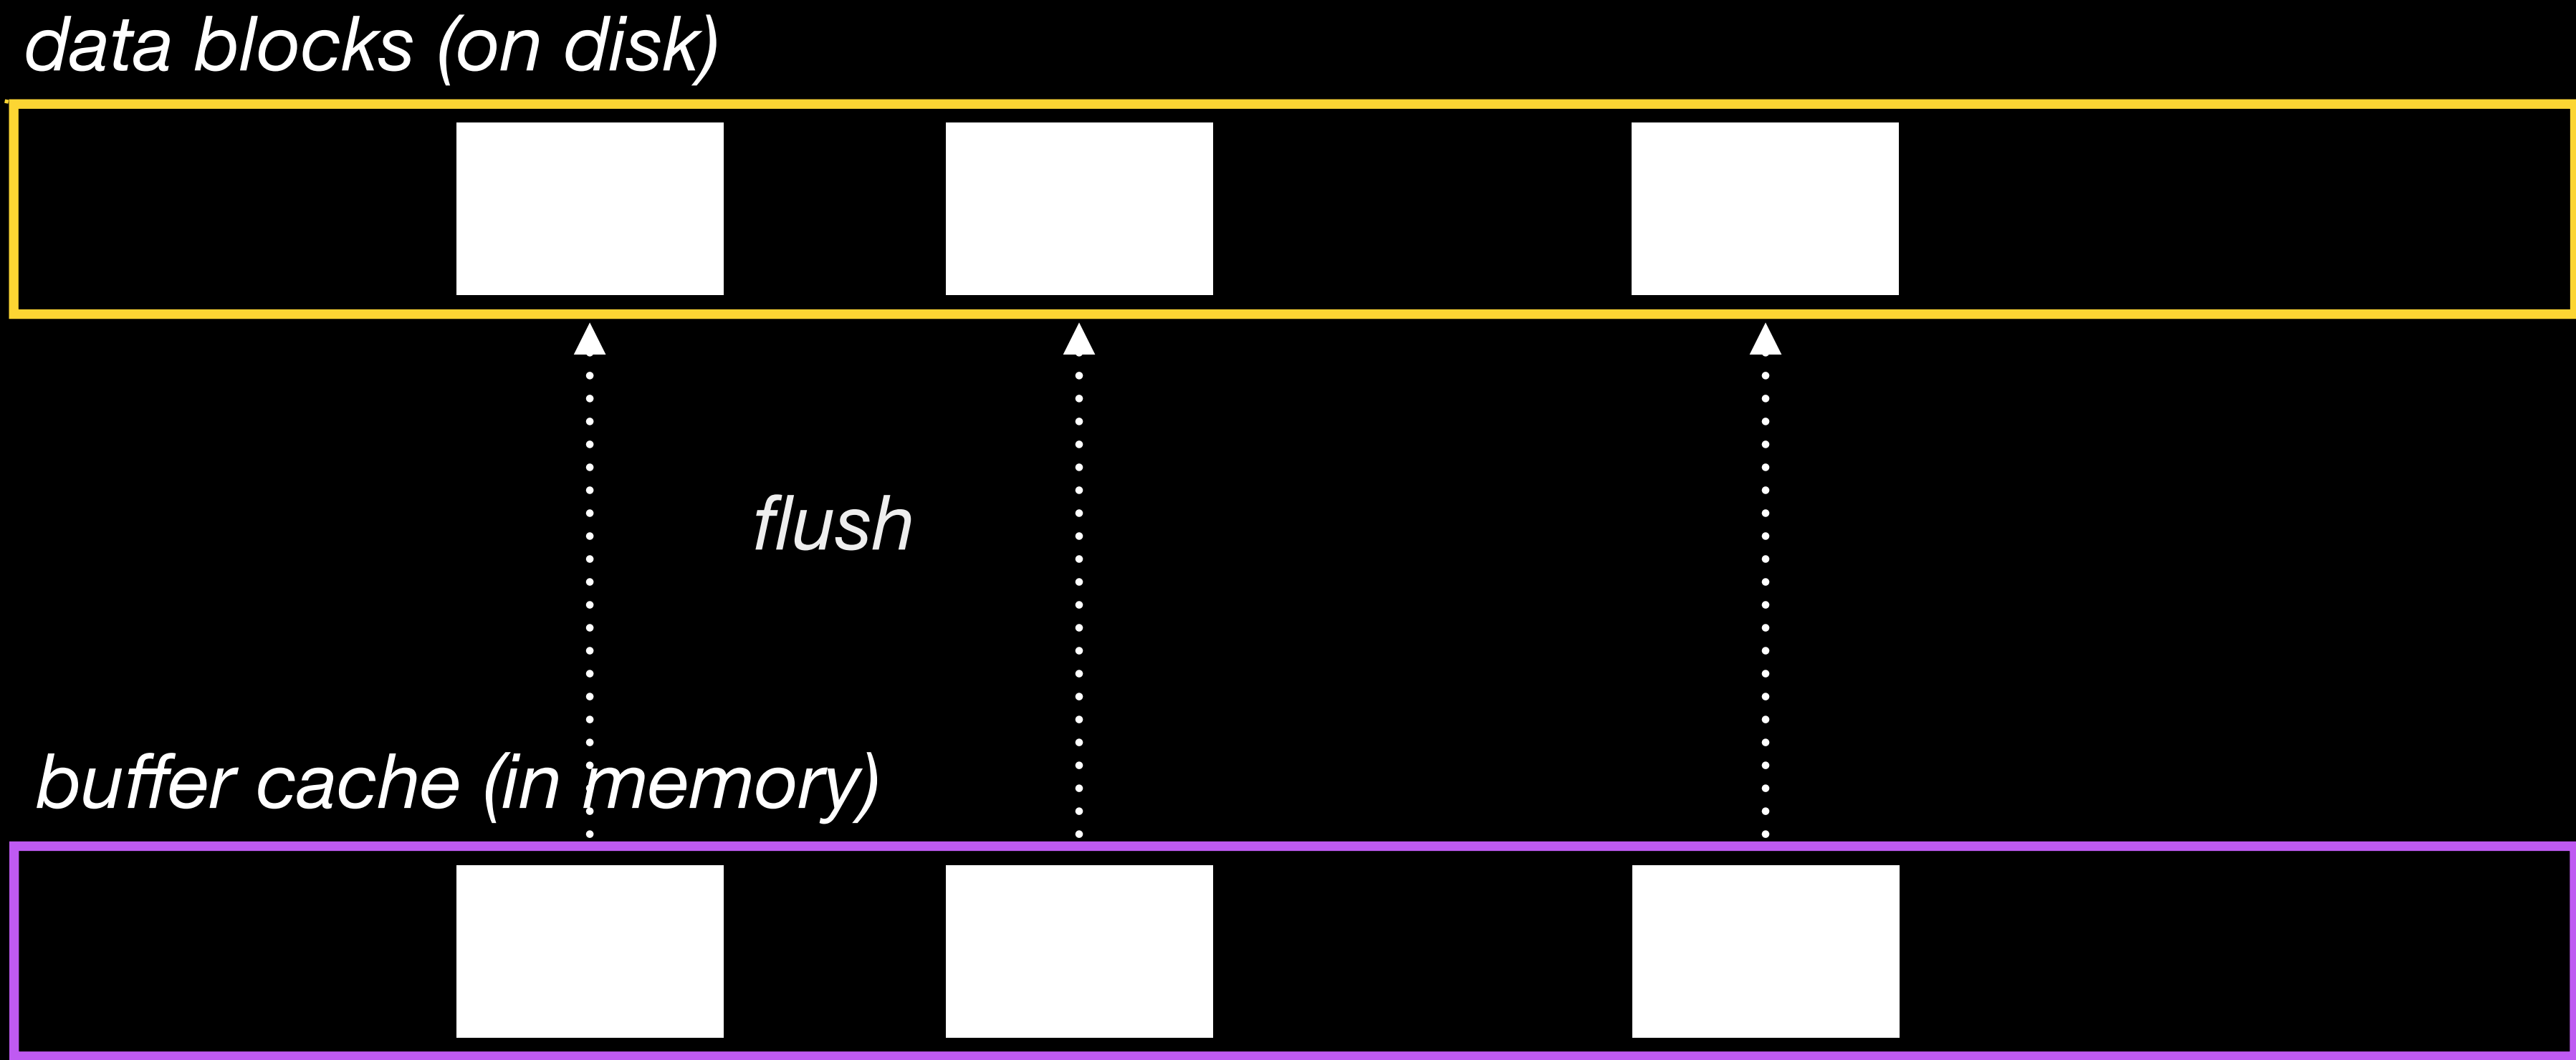 data blocks (on disk)
flush
buffer cache (in memory)